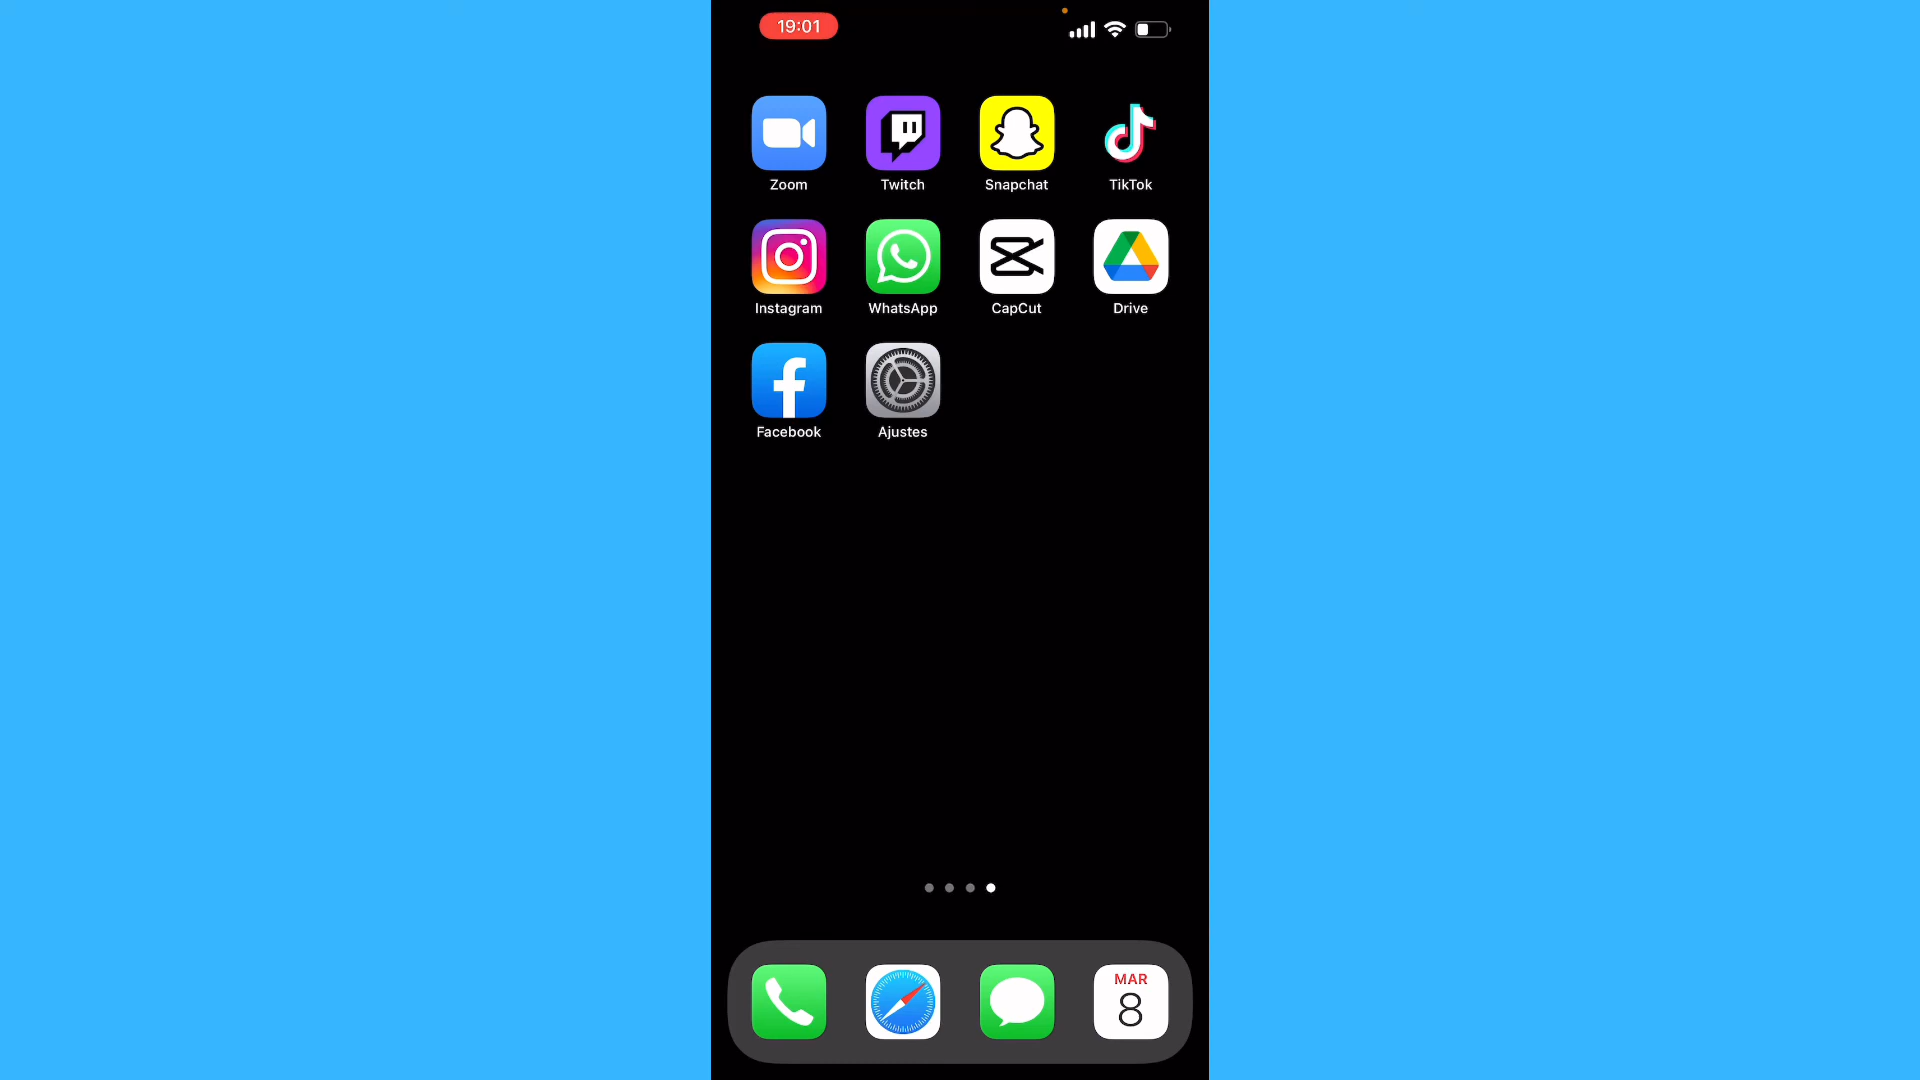 19:01
Zoom
Twitch
Snapchat
TikTok
Instagram
WhatsApp
CapCut
Drive
Facebook
Ajustes
MAR
8